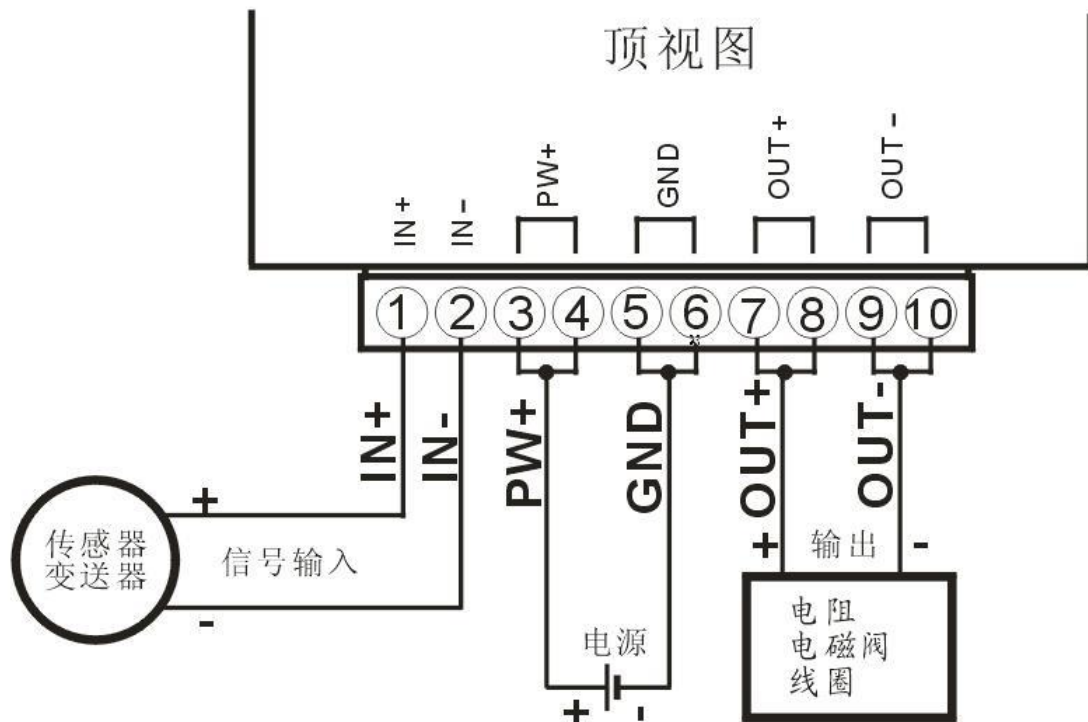 顶视图
IN+
IN-
PW+
GND
OUT+
OUT-
1 2 3 4 5 6 7 8 9 10
IN+
IN-
PW+
GND
OUT+
OUT-
传感器
变送器
+
信号输入
-
电源
+ -
+ 输出 -
电阻
电磁阀
线圈